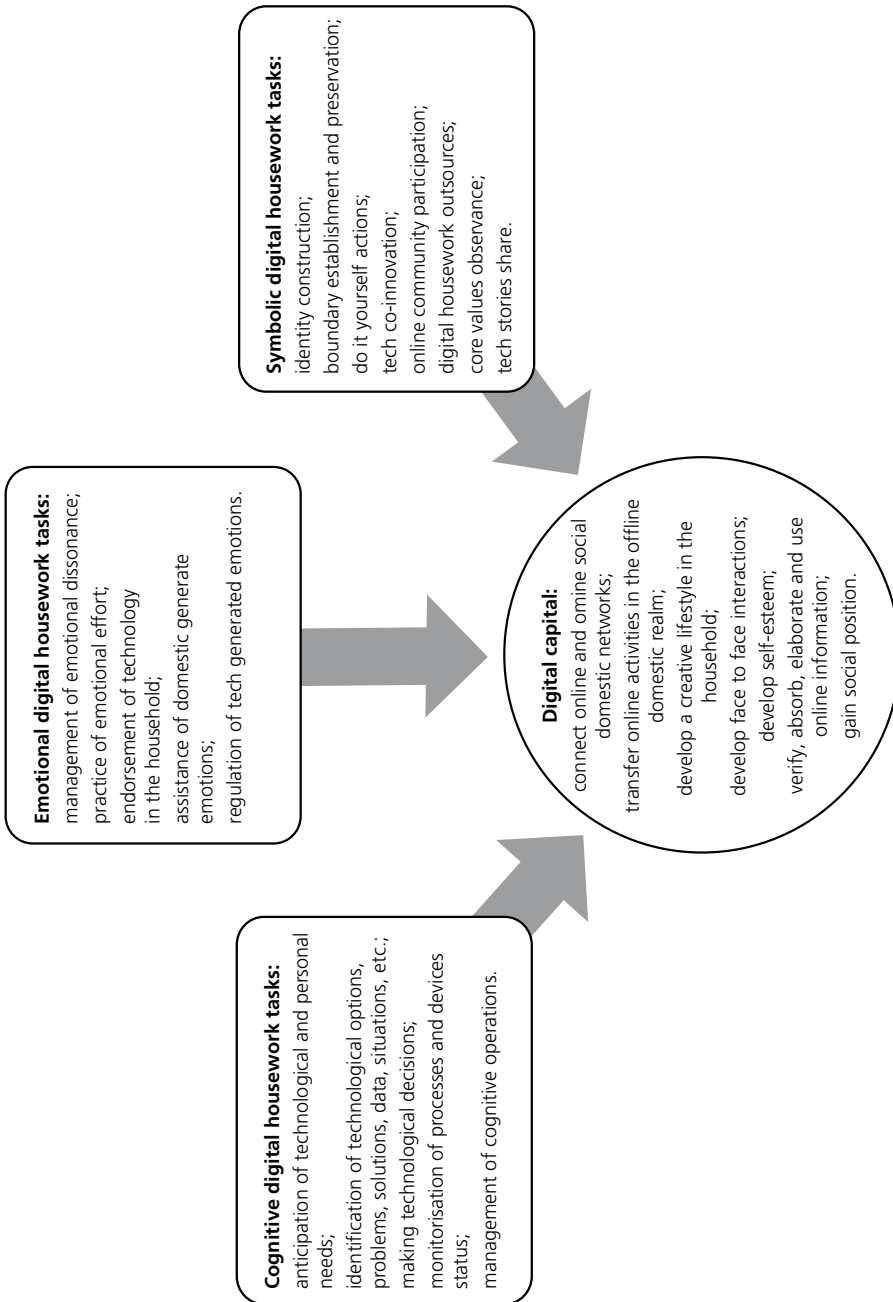 Cognitive digital housework tasks:
anticipation of technological and personal
needs;
identification of technological options,
problems, solutions, data, situations, etc.;
making technological decisions;
monitorisation of processes and devices
status;
management of cognitive operations.
Emotional digital housework tasks:
management of emotional dissonance;
practice of emotional effort;
endorsement of technology
in the household;
assistance of domestic generate
emotions;
regulation of tech generated emotions.
Symbolic digital housework tasks:
identity construction;
boundary establishment and preservation;
do it yourself actions;
tech co-innovation;
online community participation;
digital housework outsources;
core values observance;
tech stories share.
Digital capital:
connect online and omine social
domestic networks;
transfer online activities in the offline
domestic realm;
develop a creative lifestyle in the
household;
develop face to face interactions;
develop self-esteem;
verify, absorb, elaborate and use
online information;
gain social position.